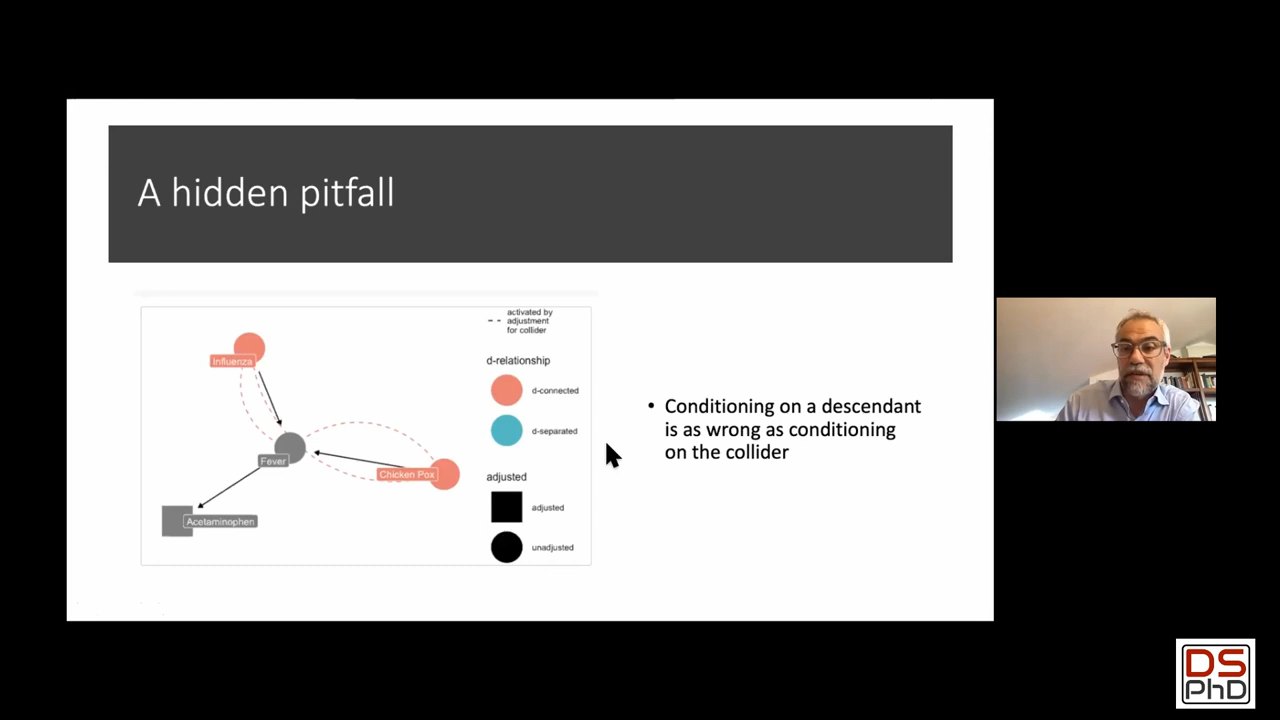 A hidden pitfall
activated by
adjustment
for collider
d-relationship
d-connected
d-separated
adjusted
adjusted
unadjusted
Influenza
Fever
Chicken Pox
Acetaminophen
• Conditioning on a descendant
is as wrong as conditioning
on the collider
DS
PhD